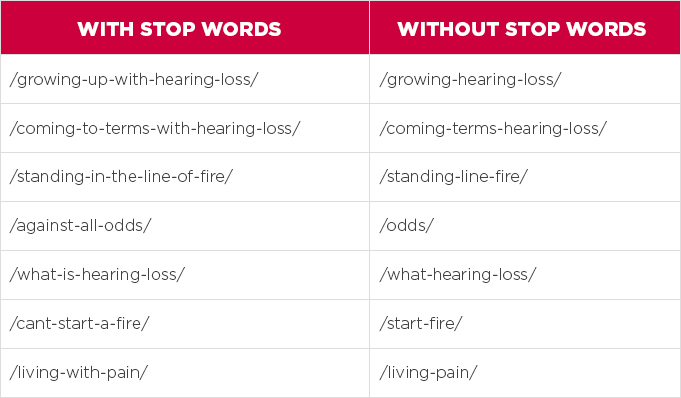 WITH STOP WORDS WITHOUT STOP WORDS
/growing-up-with-hearing-loss/ /growing-hearing-loss/
/coming-to-terms-with-hearing-loss/ /coming-terms-hearing-loss/
/standing-in-the-line-of-fire/ /standing-line-fire/
/against-all-odds/ /odds/
/what-is-hearing-loss/ /what-hearing-loss/
/cant-start-a-fire/ /start-fire/
/living-with-pain/ /living-pain/